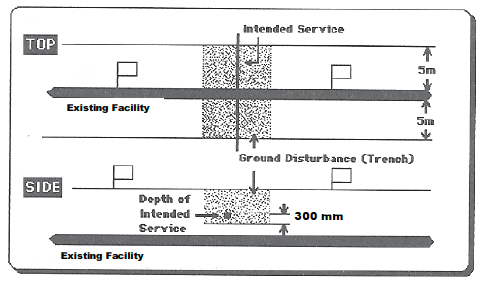 Intended Service
TOP
5m
Existing Facility
5m
Ground Disturbance (Trench)
SIDE
Depth of
Intended
Service
300 mm
Existing Facility